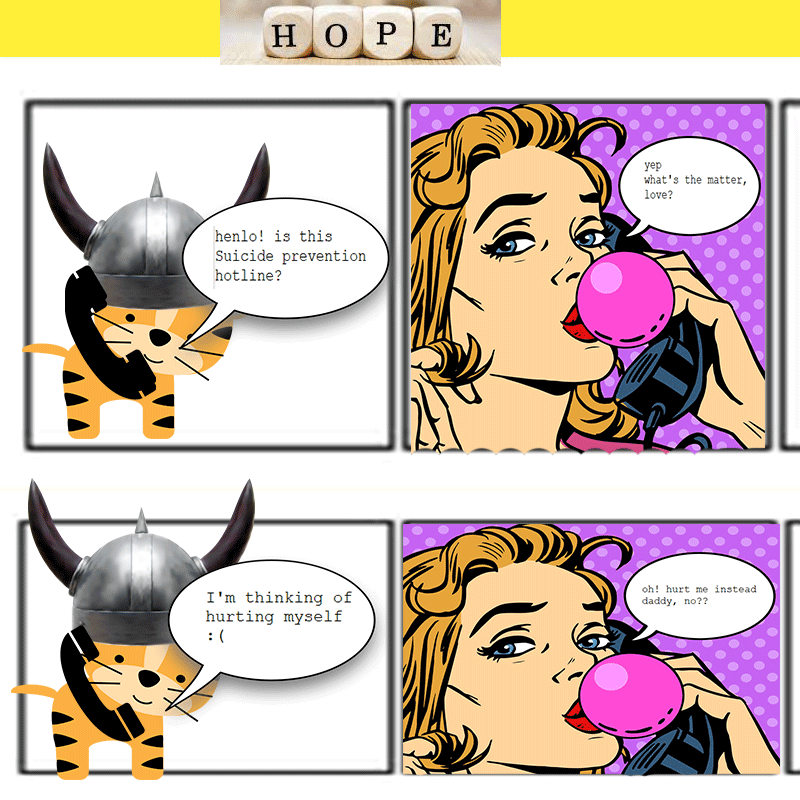 HOPE
henlo! is this
Suicide prevention
hotline?
yep
what's the matter,
love?
I'm thinking of
hurting myself
:(
oh! hurt me instead
daddy, no??